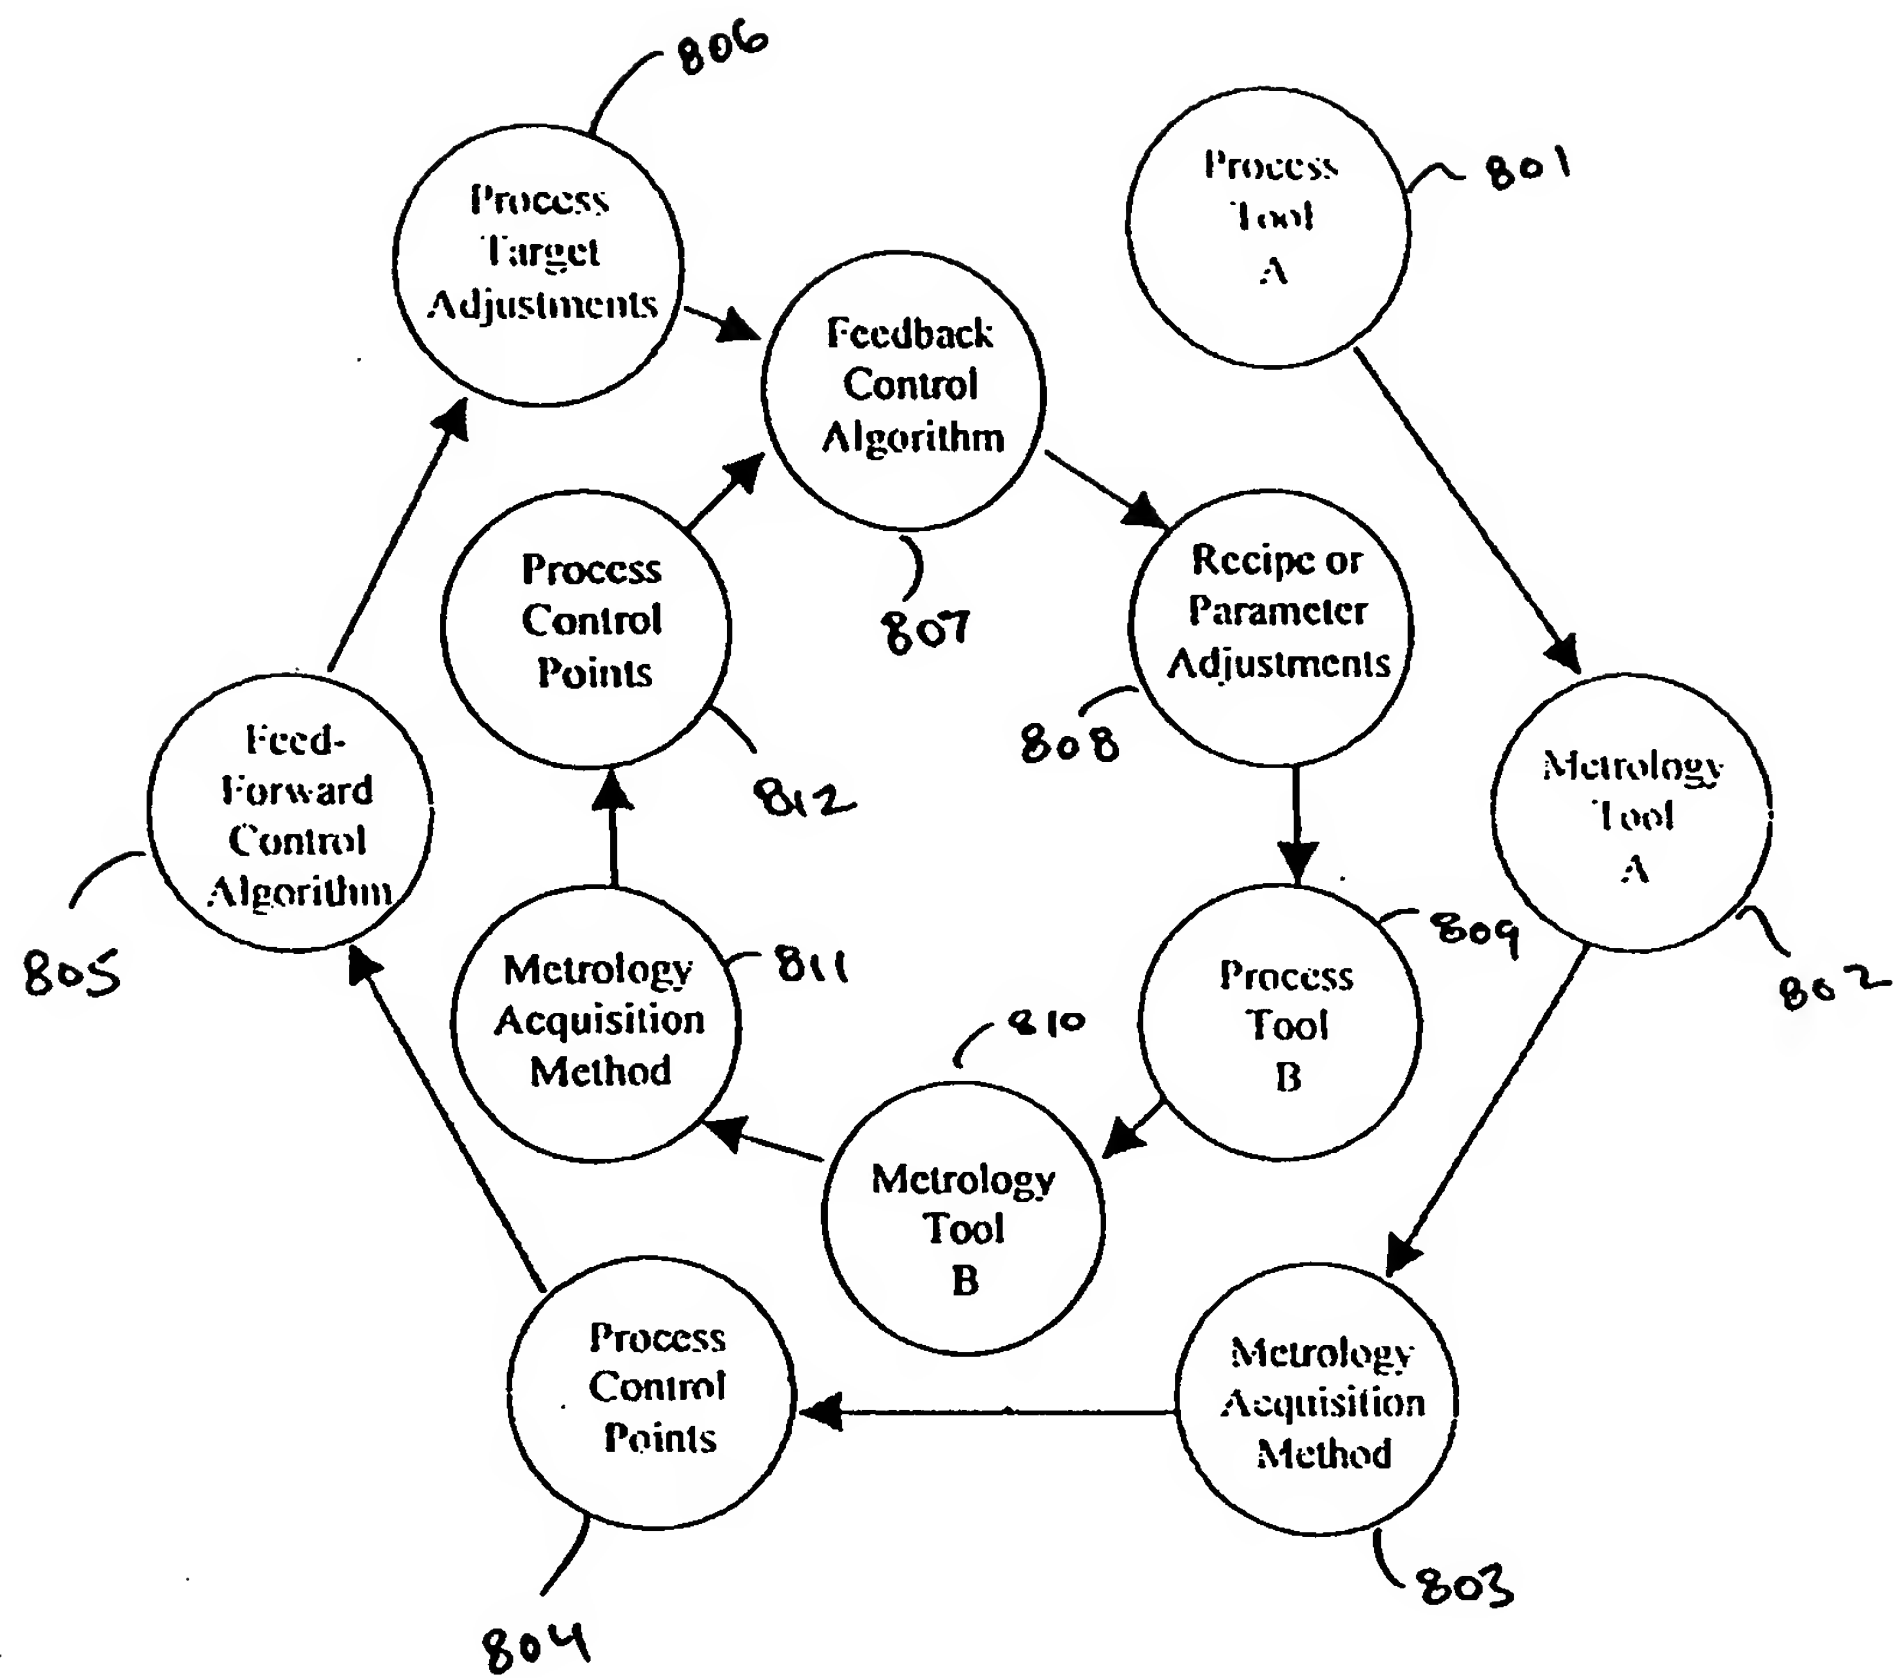 806
Process
Target
Adjustments
Process
Tool
A
801
Feedback
Control
Algorithm
807
Process
Control
Points
812
Recipe or
Parameter
Adjustments
808
Feed-
Forward
Control
Algorithm
805
Metrology
Tool
A
802
Metrology
Acquisition
Method
811
Process
Tool
B
809
Metrology
Tool
B
810
Process
Control
Points
804
Metrology
Acquisition
Method
803